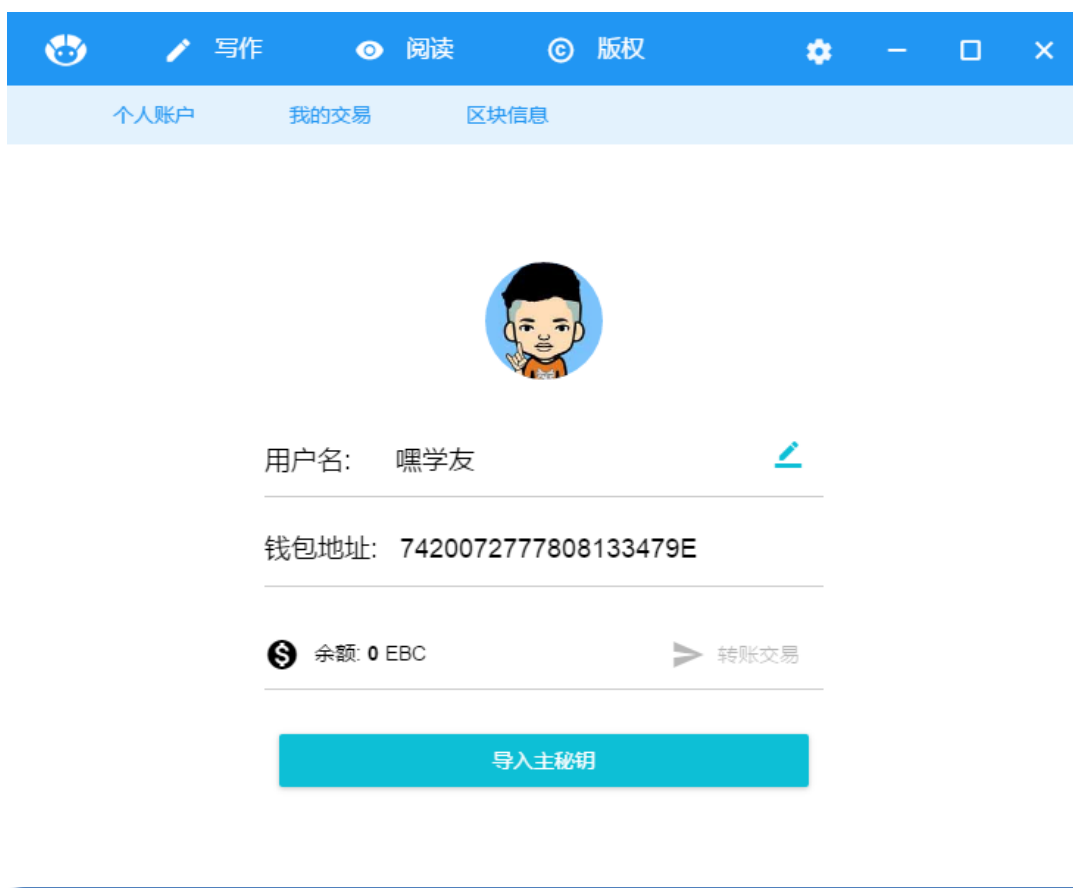 写作 阅读 © 版权
个人账户 我的交易 区块信息
用户名: 嘿学友
钱包地址: 7420072777808133479E
余额: 0 EBC 转账交易
导入主秘钥